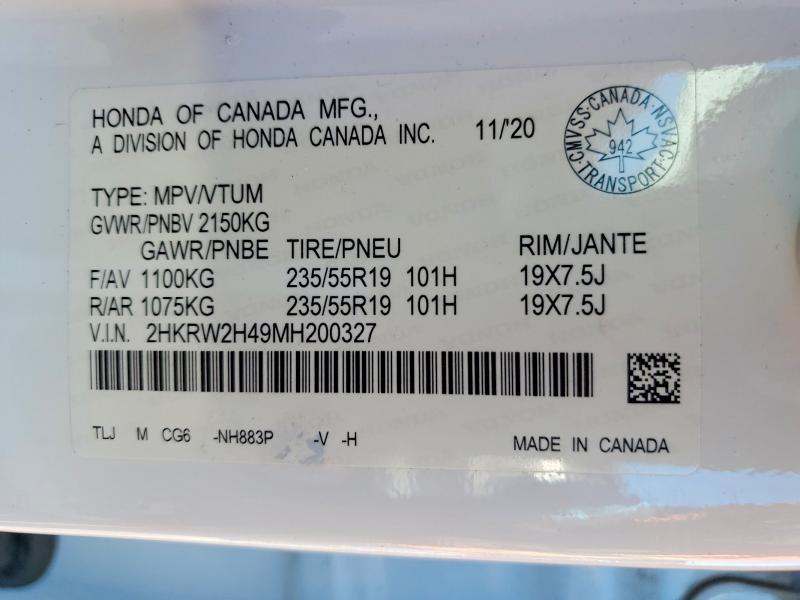 HONDA OF CANADA MFG.,
A DIVISION OF HONDA CANADA INC. 11/'20
CMVSS·CANADA·NSVAC
942
TRANSPORT
TYPE: MPV/VTUM
GVWR/PNBV 2150KG
GAWR/PNBE TIRE/PNEU RIM/JANTE
F/AV 1100KG 235/55R19 101H 19X7.5J
R/AR 1075KG 235/55R19 101H 19X7.5J
V.I.N. 2HKRW2H49MH200327
TLJ M CG6 -NH883P -V -H MADE IN CANADA